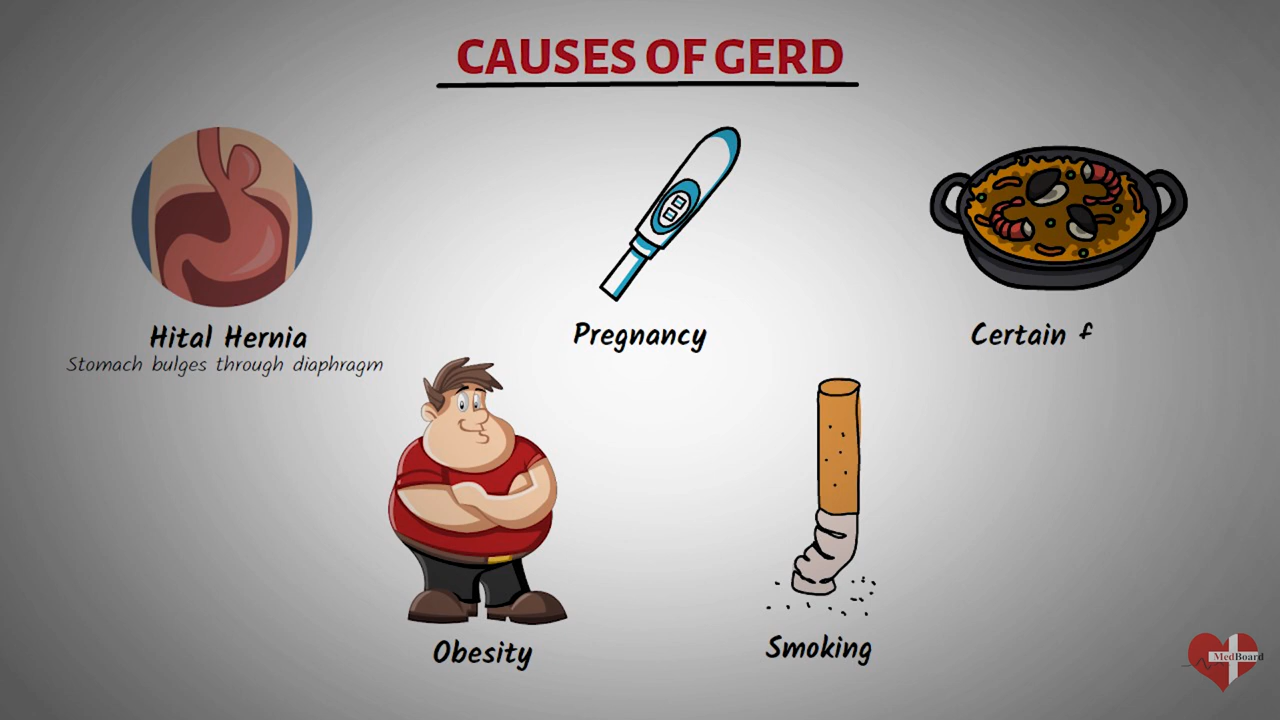 CAUSES OF GERD
Hital Hernia
Stomach bulges through diaphragm
Pregnancy
Certain f
Obesity
Smoking
MedBoard